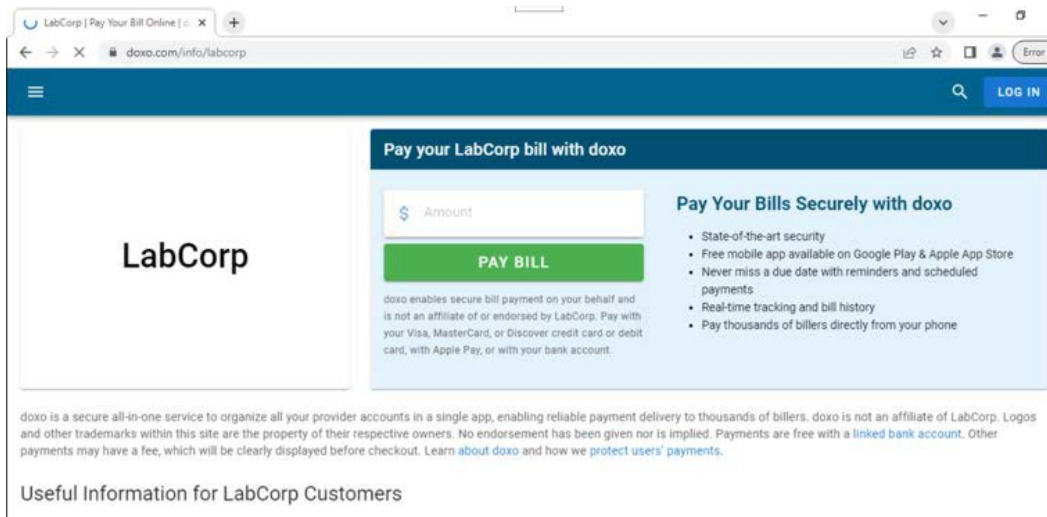 LabCorp | Pay Your Bill Online |
doxo.com/info/labcorp
Error
LOG IN
LabCorp
Pay your LabCorp bill with doxo
$ Amount
PAY BILL
doxo enables secure bill payment on your behalf and
is not an affiliate of or endorsed by LabCorp. Pay with
your Visa, MasterCard, or Discover credit card or debit
card, with Apple Pay, or with your bank account.
Pay Your Bills Securely with doxo
• State-of-the-art security
• Free mobile app available on Google Play & Apple App Store
• Never miss a due date with reminders and scheduled
payments
• Real-time tracking and bill history
• Pay thousands of billers directly from your phone
doxo is a secure all-in-one service to organize all your provider accounts in a single app, enabling reliable payment delivery to thousands of billers. doxo is not an affiliate of LabCorp. Logos
and other trademarks within this site are the property of their respective owners. No endorsement has been given nor is implied. Payments are free with a linked bank account. Other
payments may have a fee, which will be clearly displayed before checkout. Learn about doxo and how we protect users' payments.
Useful Information for LabCorp Customers